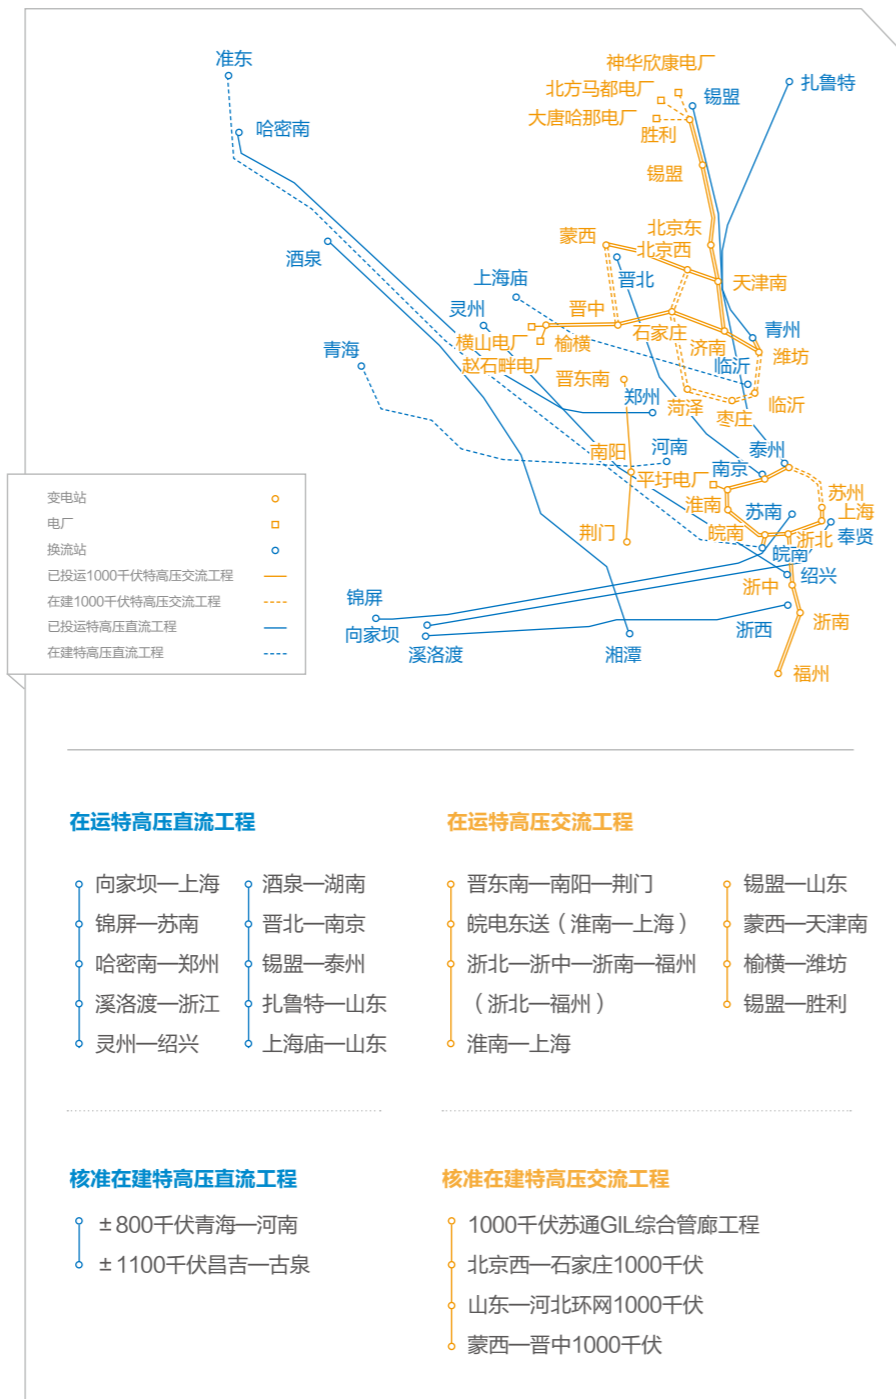 准东
哈密南
酒泉
青海
神华欣康电厂
北方马都电厂
大唐哈那电厂
胜利
锡盟
扎鲁特
锡盟
北京东
蒙西
北京西
晋北
天津南
上海庙
灵州
晋中
横山电厂
榆横
赵石畔电厂
石家庄
济南
青州
潍坊
临沂
晋东南
郑州
菏泽
枣庄
临沂
南阳
河南
泰州
南京
平圩电厂
淮南
苏南
苏州
上海
荆门
皖南
浙北
奉贤
皖南
绍兴
浙中
锦屏
向家坝
溪洛渡
湘潭
浙西
浙南
福州
变电站
电厂
换流站
已投运1000千伏特高压交流工程
在建1000千伏特高压交流工程
已投运特高压直流工程
在建特高压直流工程
在运特高压直流工程
向家坝—上海
锦屏—苏南
哈密南—郑州
溪洛渡—浙江
灵州—绍兴
酒泉—湖南
晋北—南京
锡盟—泰州
扎鲁特—山东
上海庙—山东
在运特高压交流工程
晋东南—南阳—荆门
皖电东送（淮南—上海）
浙北—浙中—浙南—福州
（浙北—福州）
淮南—上海
锡盟—山东
蒙西—天津南
榆横—潍坊
锡盟—胜利
核准在建特高压直流工程
±800千伏青海—河南
±1100千伏昌吉—古泉
核准在建特高压交流工程
1000千伏苏通GIL综合管廊工程
北京西—石家庄1000千伏
山东—河北环网1000千伏
蒙西—晋中1000千伏